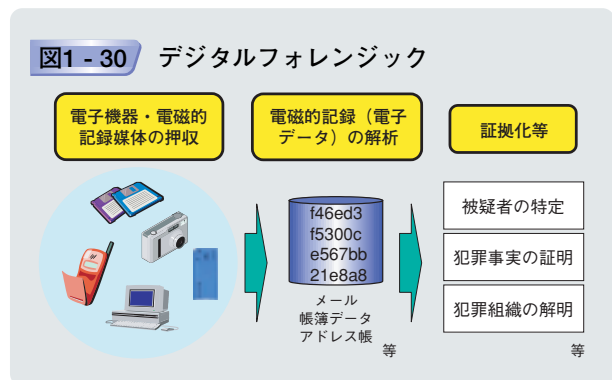 図1-30 デジタルフォレンジック
電子機器・電磁的
記録媒体の押収
電磁的記録（電子
データ）の解析
証拠化等
f46ed3
f5300c
e567bb
21e8a8
メール
帳簿データ
アドレス帳
等
被疑者の特定
犯罪事実の証明
犯罪組織の解明
等